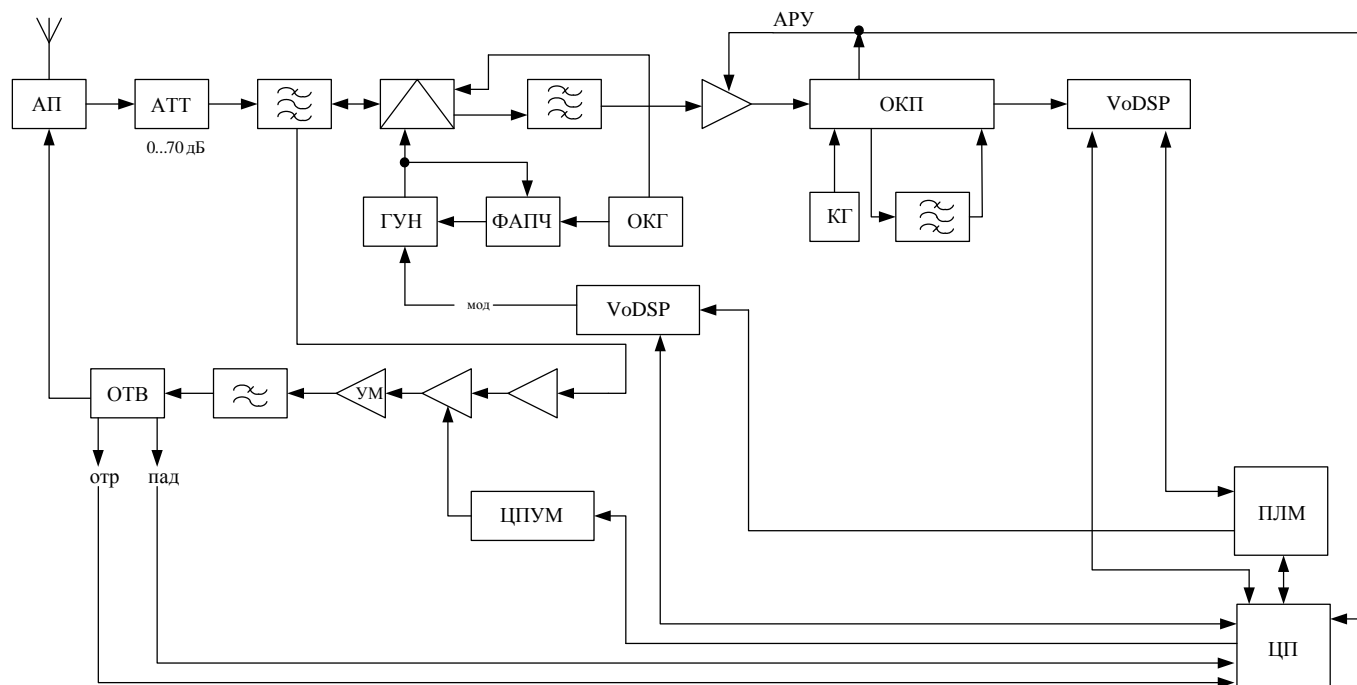 АРУ
АП
АТТ
ОКП
VoDSP
0...70 дБ
ГУН
ФАПЧ
ОКГ
КГ
мод
VoDSP
ОТВ
УМ
отр
пад
ЦПУМ
ПЛМ
ЦП